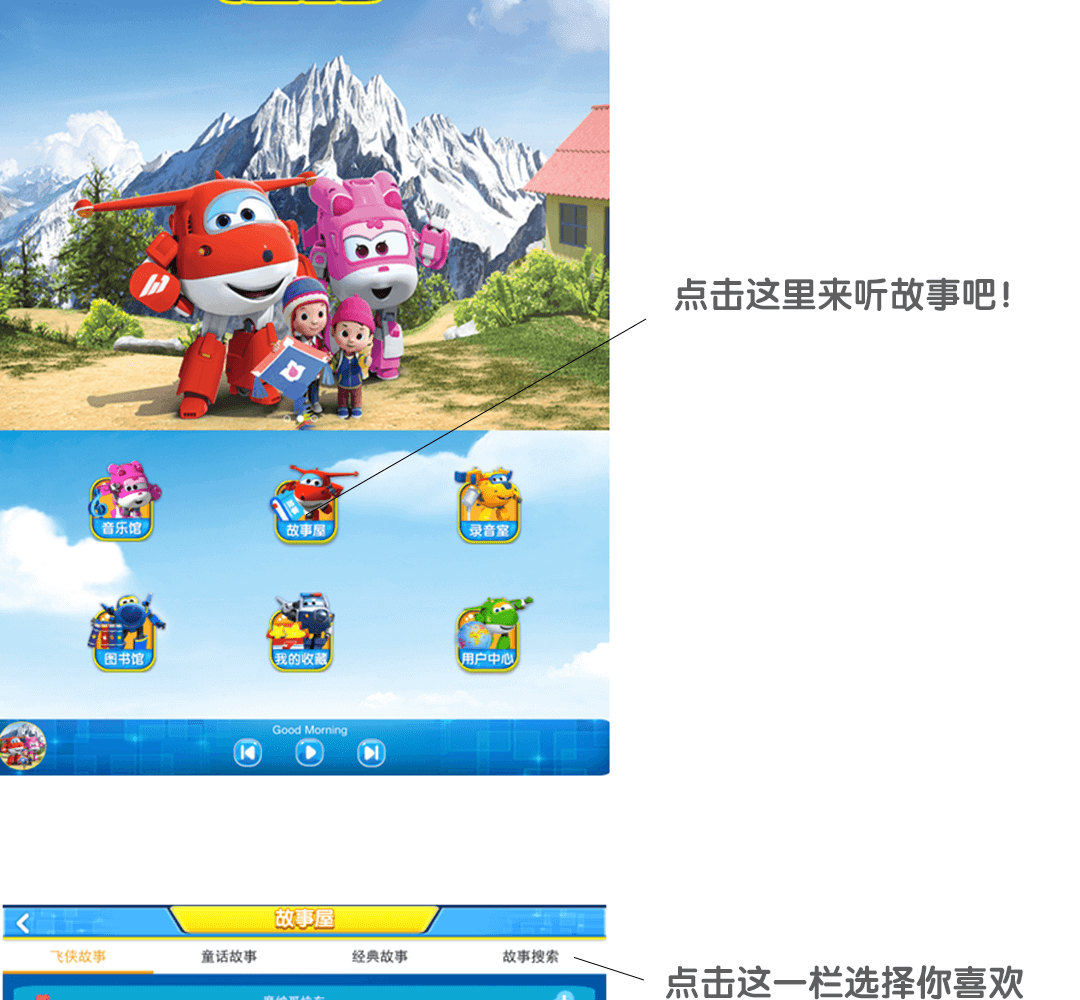 点击这里来听故事吧!
音乐馆
故事屋
录音室
图书馆
我的收藏
用户中心
Good Morning
故事屋
飞侠故事
童话故事
经典故事
故事搜索
点击这一栏选择你喜欢